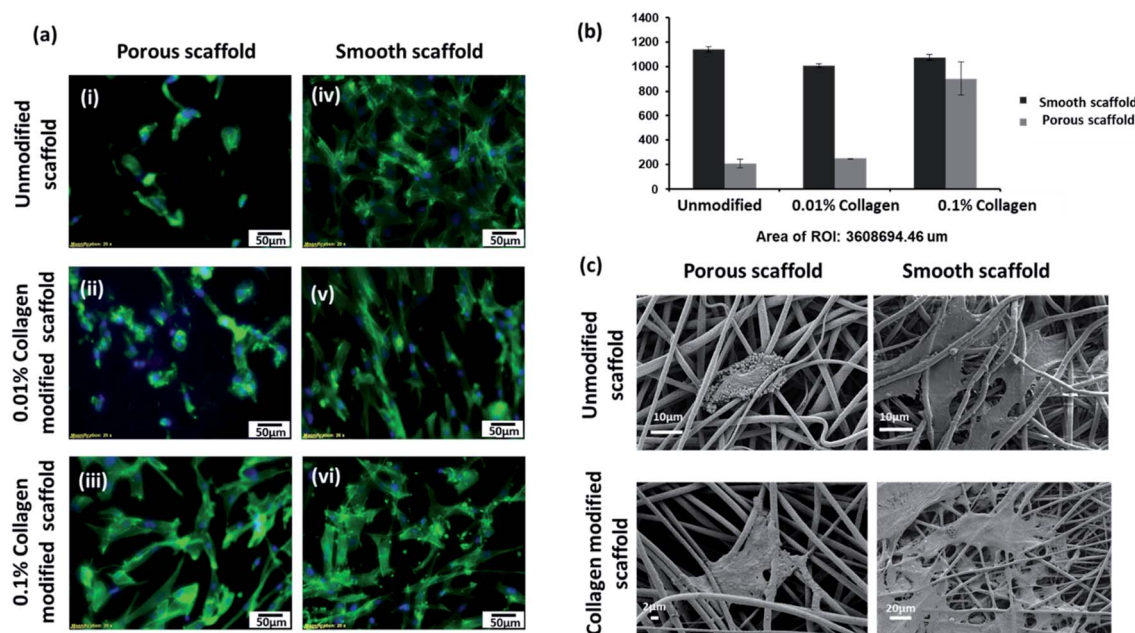 (a)
Porous scaffold
Smooth scaffold
Unmodified
scaffold
(i)
50µm
(iv)
50µm
0.01% Collagen
modified scaffold
(ii)
50µm
(v)
50µm
0.1% Collagen
modified scaffold
(iii)
50µm
(vi)
50µm
(b)
1400
1200
1000
800
600
400
200
0
Unmodified
0.01% Collagen
0.1% Collagen
Smooth scaffold
Porous scaffold
Area of ROI: 3608694.46 um
(c)
Porous scaffold
Smooth scaffold
Unmodified
scaffold
10µm
10µm
Collagen modified
scaffold
2µm
20µm